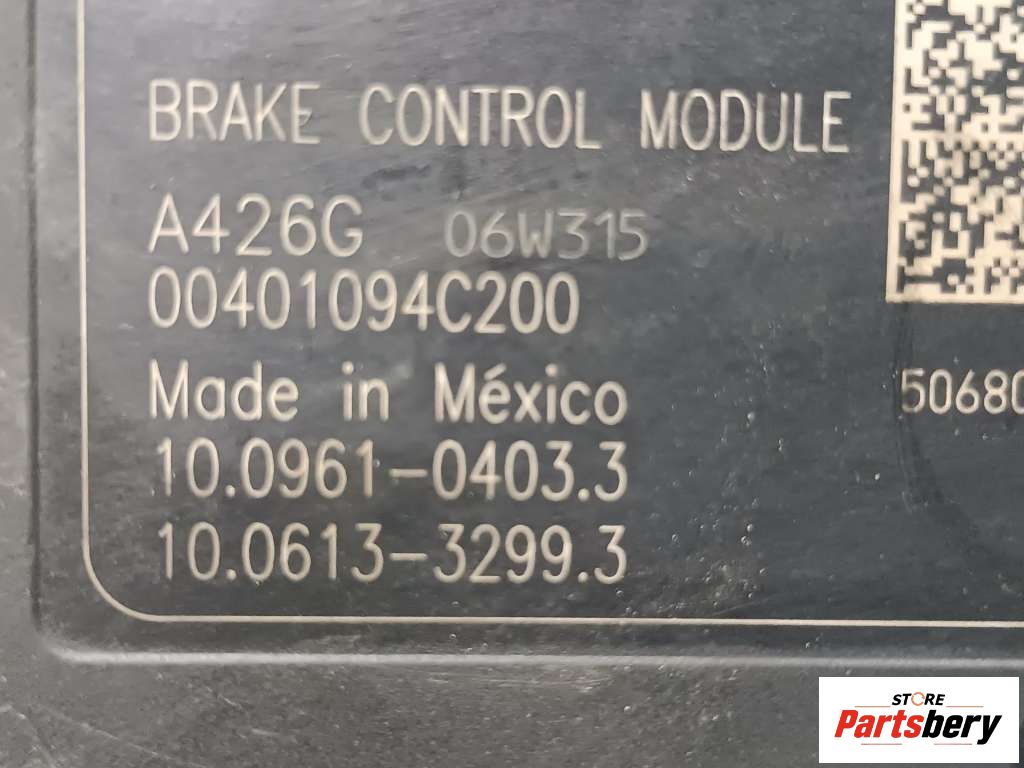 BRAKE CONTROL MODULE
A426G 06W315
00401094C200
Made in México
50680
10.0961-0403.3
10.0613-3299.3
STORE
Partsbery